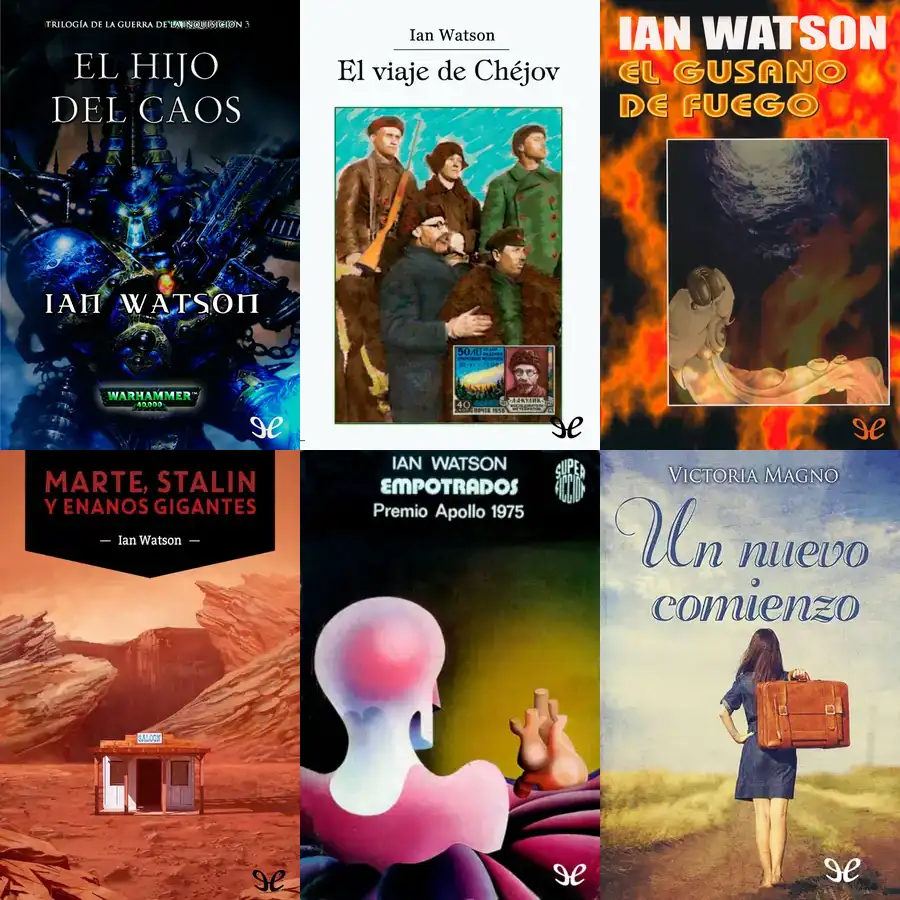 TRILOGÍA DE LA GUERRA DE LA INQUISICIÓN 3
EL HIJO
DEL CAOS
IAN WATSON
WARHAMMER™
40,000
Ian Watson
El viaje de Chéjov
40
IAN WATSON
EL GUSANO
DE FUEGO
MARTE, STALIN
Y ENANOS GIGANTES
— Ian Watson —
SALOON
IAN WATSON
EMPOTRADOS
Premio Apollo 1975
SUPER
FICCIÓN
VICTORIA MAGNO
Un nuevo
comienzo